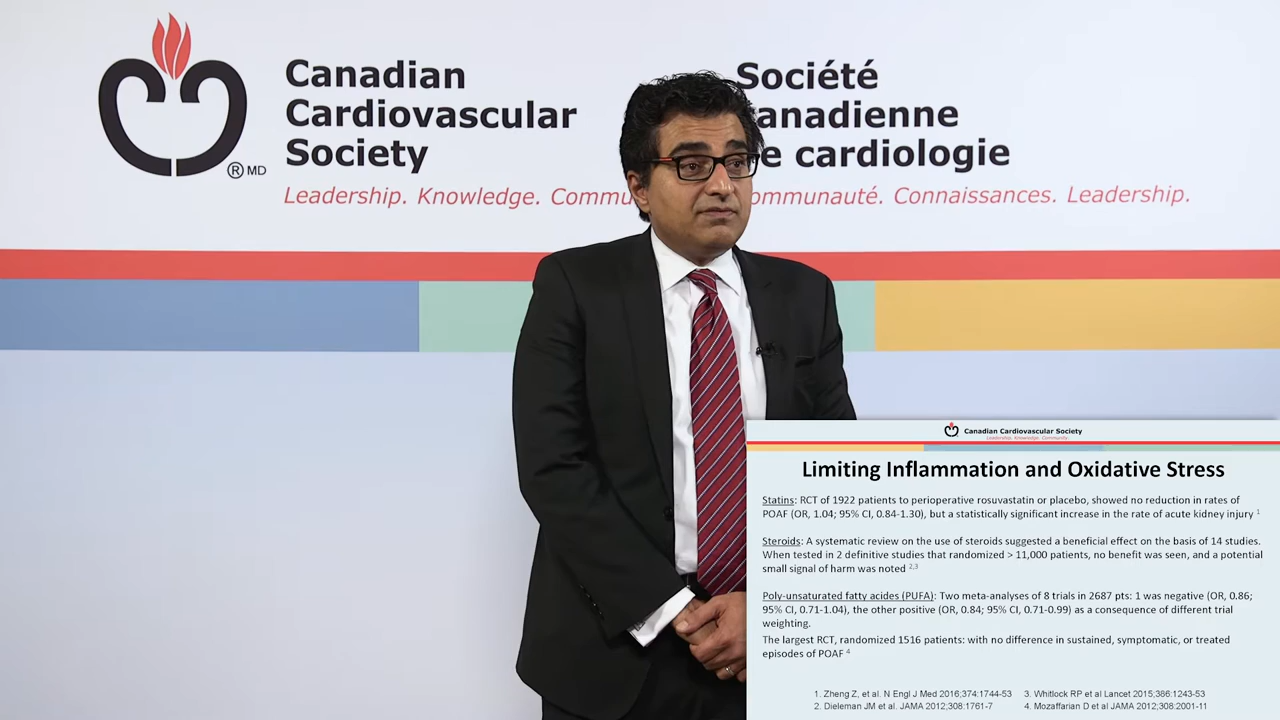 Canadian
Cardiovascular
Society
® MD
Leadership. Knowledge. Commu
Société
anadienne
e cardiologie
ommunauté. Connaissances. Leadership.
Canadian Cardiovascular Society
Leadership. Knowledge. Community.
Limiting Inflammation and Oxidative Stress
Statins: RCT of 1922 patients to perioperative rosuvastatin or placebo, showed no reduction in rates of
POAF (OR, 1.04; 95% CI, 0.84-1.30), but a statistically significant increase in the rate of acute kidney injury 1
Steroids: A systematic review on the use of steroids suggested a beneficial effect on the basis of 14 studies.
When tested in 2 definitive studies that randomized > 11,000 patients, no benefit was seen, and a potential
small signal of harm was noted 2,3
Poly-unsaturated fatty acides (PUFA): Two meta-analyses of 8 trials in 2687 pts: 1 was negative (OR, 0.86;
95% CI, 0.71-1.04), the other positive (OR, 0.84; 95% CI, 0.71-0.99) as a consequence of different trial
weighting.
The largest RCT, randomized 1516 patients: with no difference in sustained, symptomatic, or treated
episodes of POAF 4
1. Zheng Z, et al. N Engl J Med 2016;374:1744-53
2. Dieleman JM et al. JAMA 2012;308:1761-7
3. Whitlock RP et al Lancet 2015;386:1243-53
4. Mozaffarian D et al JAMA 2012;308:2001-11